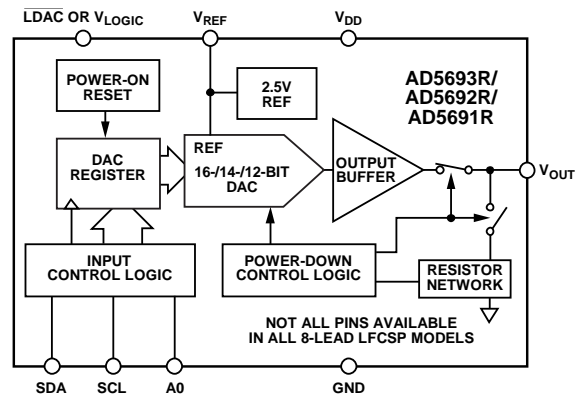 LDAC OR VLOGIC
VREF
VDD
POWER-ON
RESET
2.5V
REF
AD5693R/
AD5692R/
AD5691R
DAC
REGISTER
REF
16-/14-/12-BIT
DAC
OUTPUT
BUFFER
VOUT
INPUT
CONTROL LOGIC
POWER-DOWN
CONTROL LOGIC
RESISTOR
NETWORK
NOT ALL PINS AVAILABLE
IN ALL 8-LEAD LFCSP MODELS
SDA
SCL
A0
GND